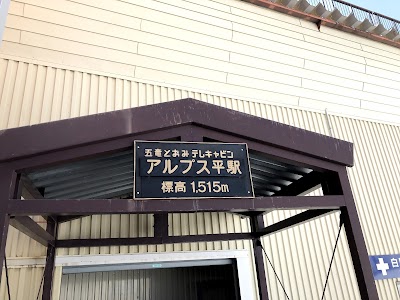 五竜とおみテレキャビン
アルプス平駅
標高 1,515m
白